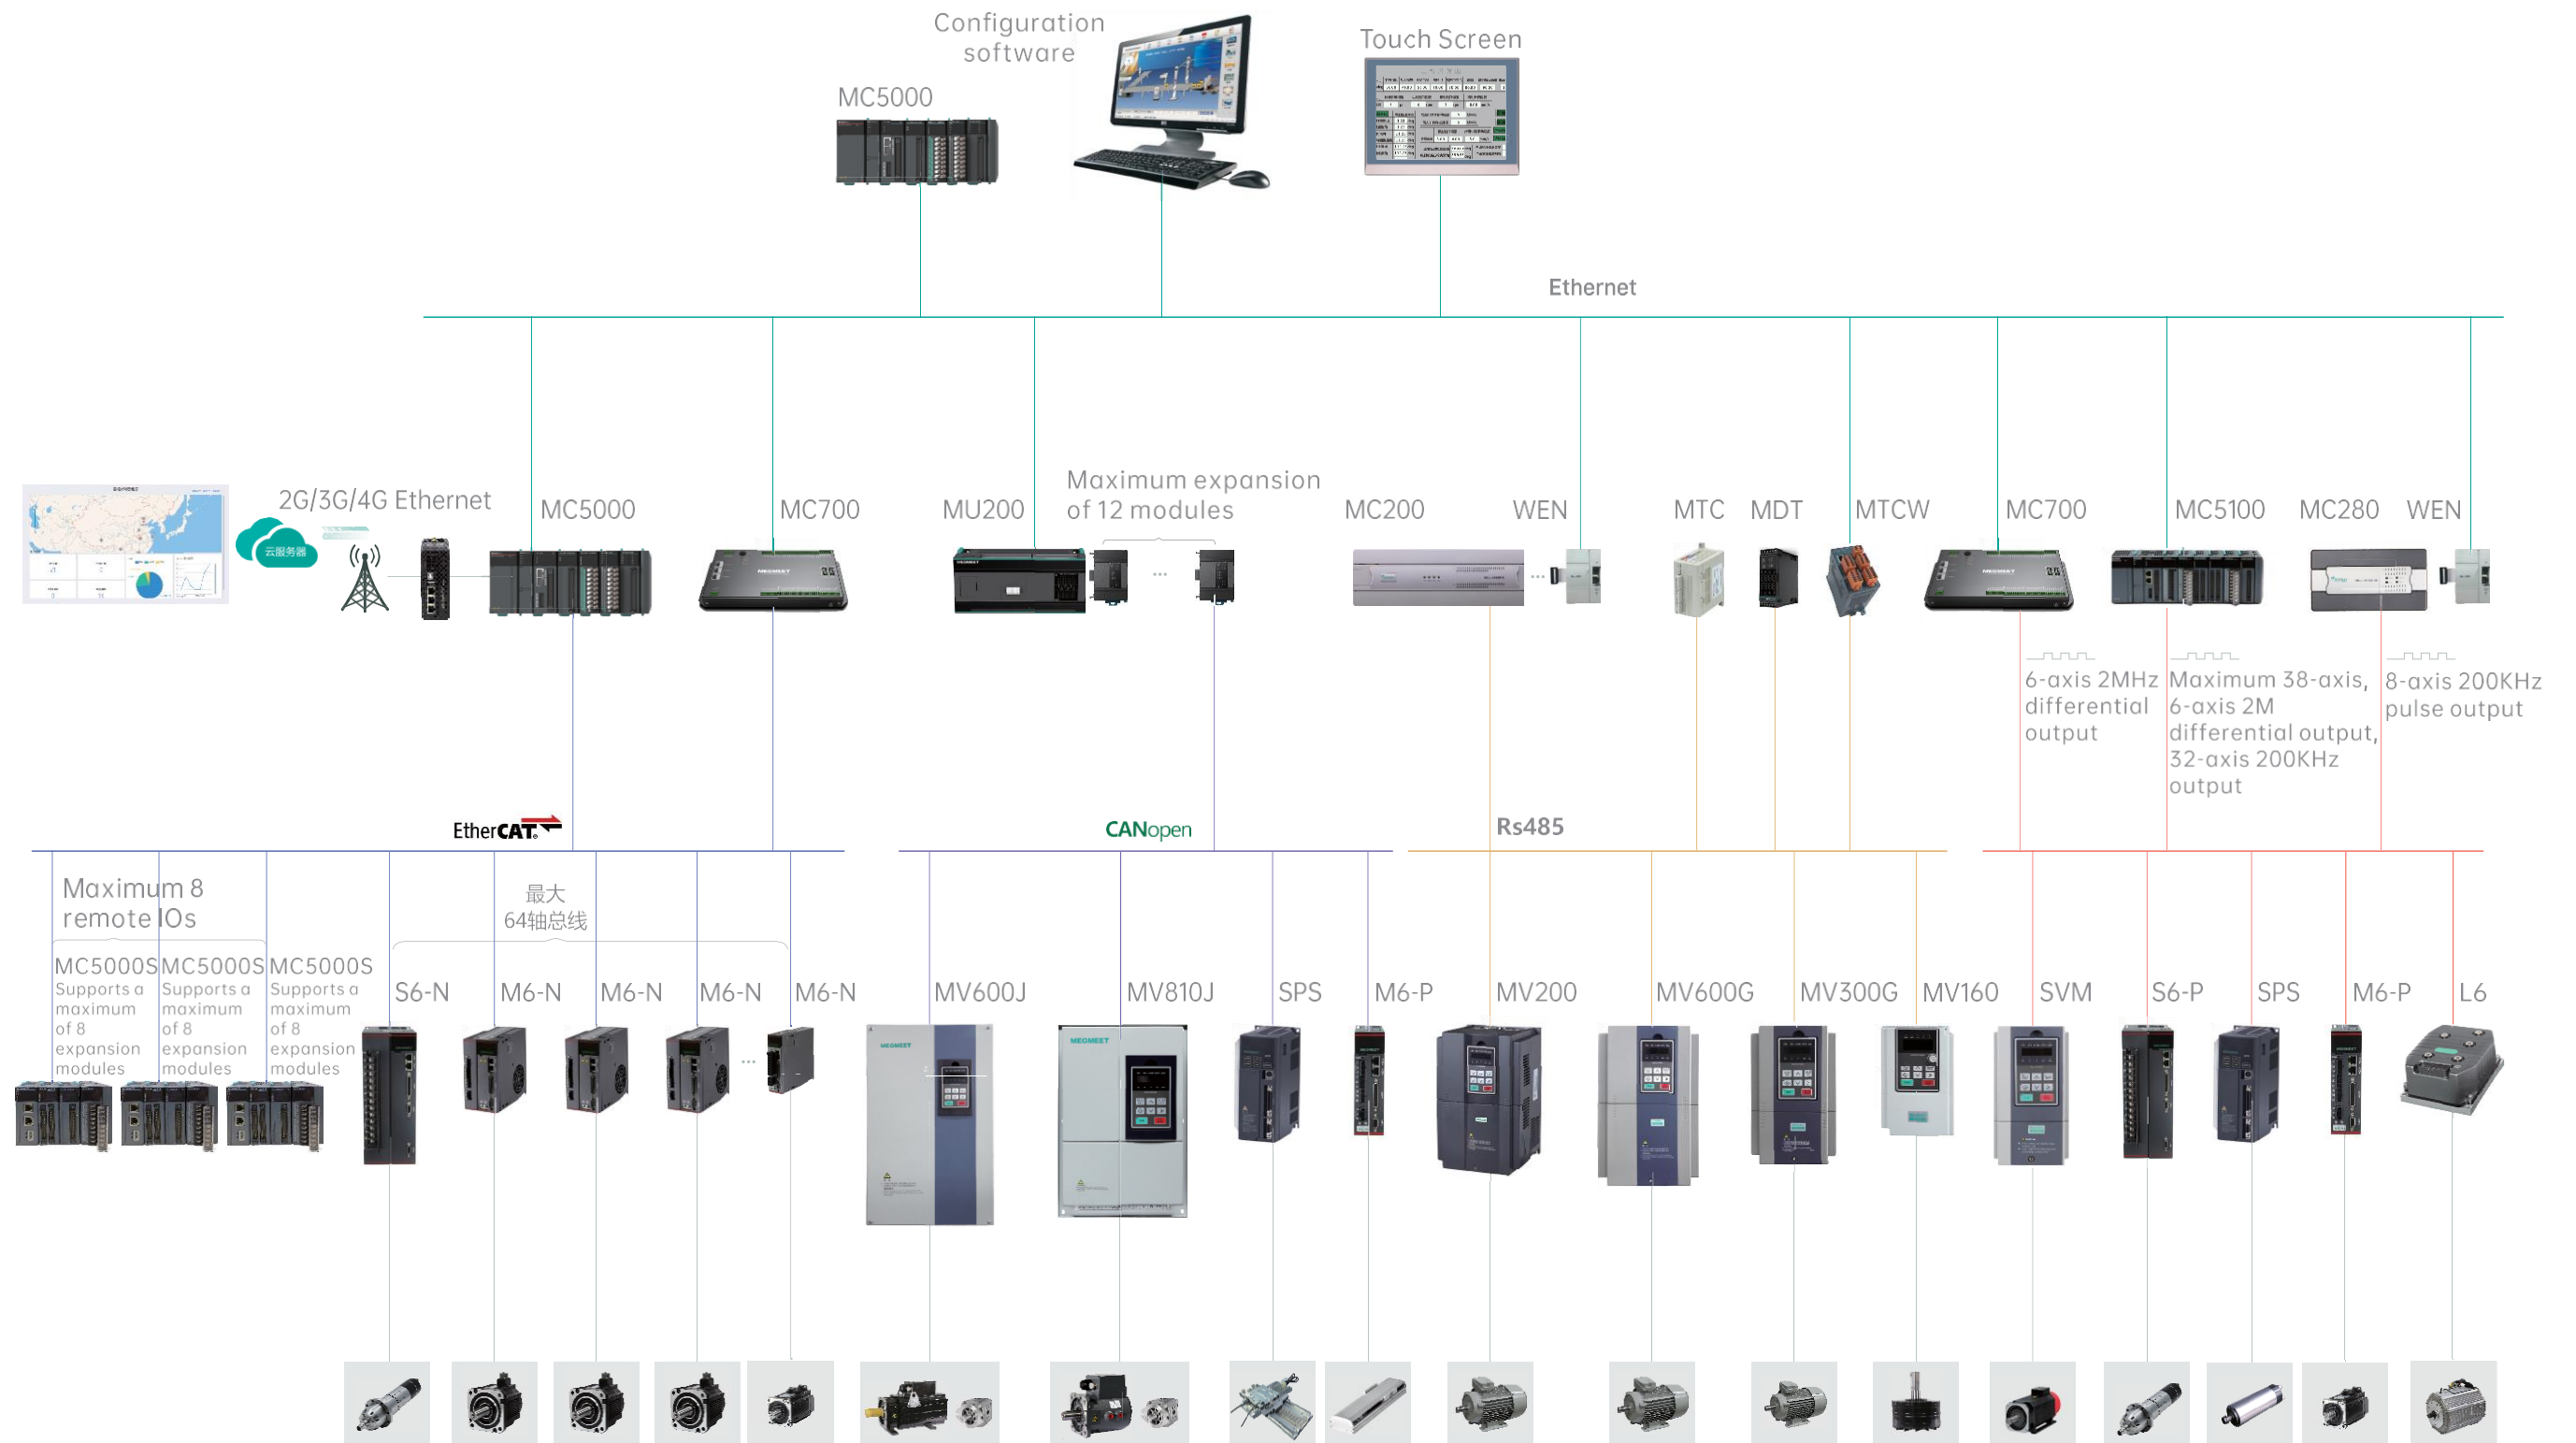 Configuration
software
Touch Screen
MC5000
Ethernet
2G/3G/4G Ethernet
云服务器
MC5000
MC700
MU200
Maximum expansion
of 12 modules
MC200
WEN
MTC
MDT
MTCW
MC700
MC5100
MC280
WEN
MEGMEET
MEGMEET
MEGMEET
6-axis 2MHz
differential
output
Maximum 38-axis,
6-axis 2M
differential output,
32-axis 200KHz
output
8-axis 200KHz
pulse output
EtherCAT
CANopen
Rs485
Maximum 8
remote IOs
最大
64轴总线
MC5000S
Supports a
maximum
of 8
expansion
modules
MC5000S
Supports a
maximum
of 8
expansion
modules
MC5000S
Supports a
maximum
of 8
expansion
modules
S6-N
M6-N
M6-N
M6-N
...
M6-N
MV600J
MV810J
SPS
M6-P
MV200
MV600G
MV300G
MV160
SVM
S6-P
SPS
M6-P
L6
MEGMEET
MEGMEET